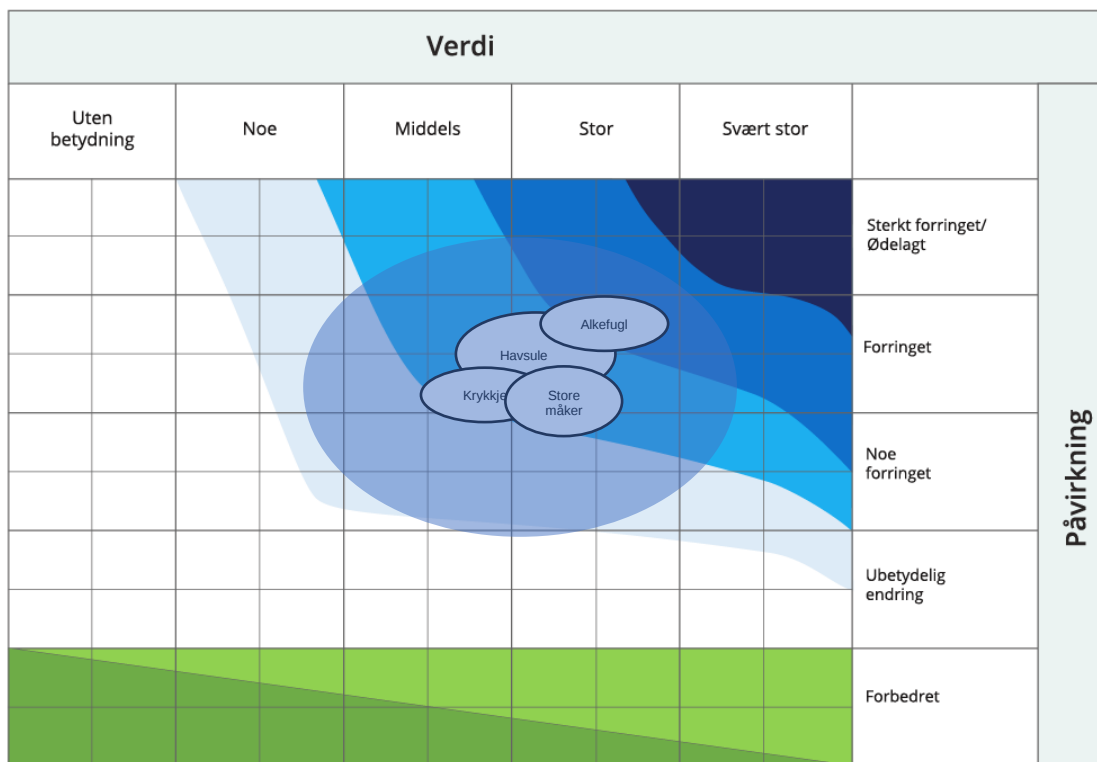 Verdi
Uten
betydning
Noe
Middels
Stor
Svært stor
Sterkt forringet/
Ødelagt
Forringet
Noe
forringet
Ubetydelig
endring
Forbedret
Påvirkning
Alkefugl
Havsule
Krykkje
Store
måker